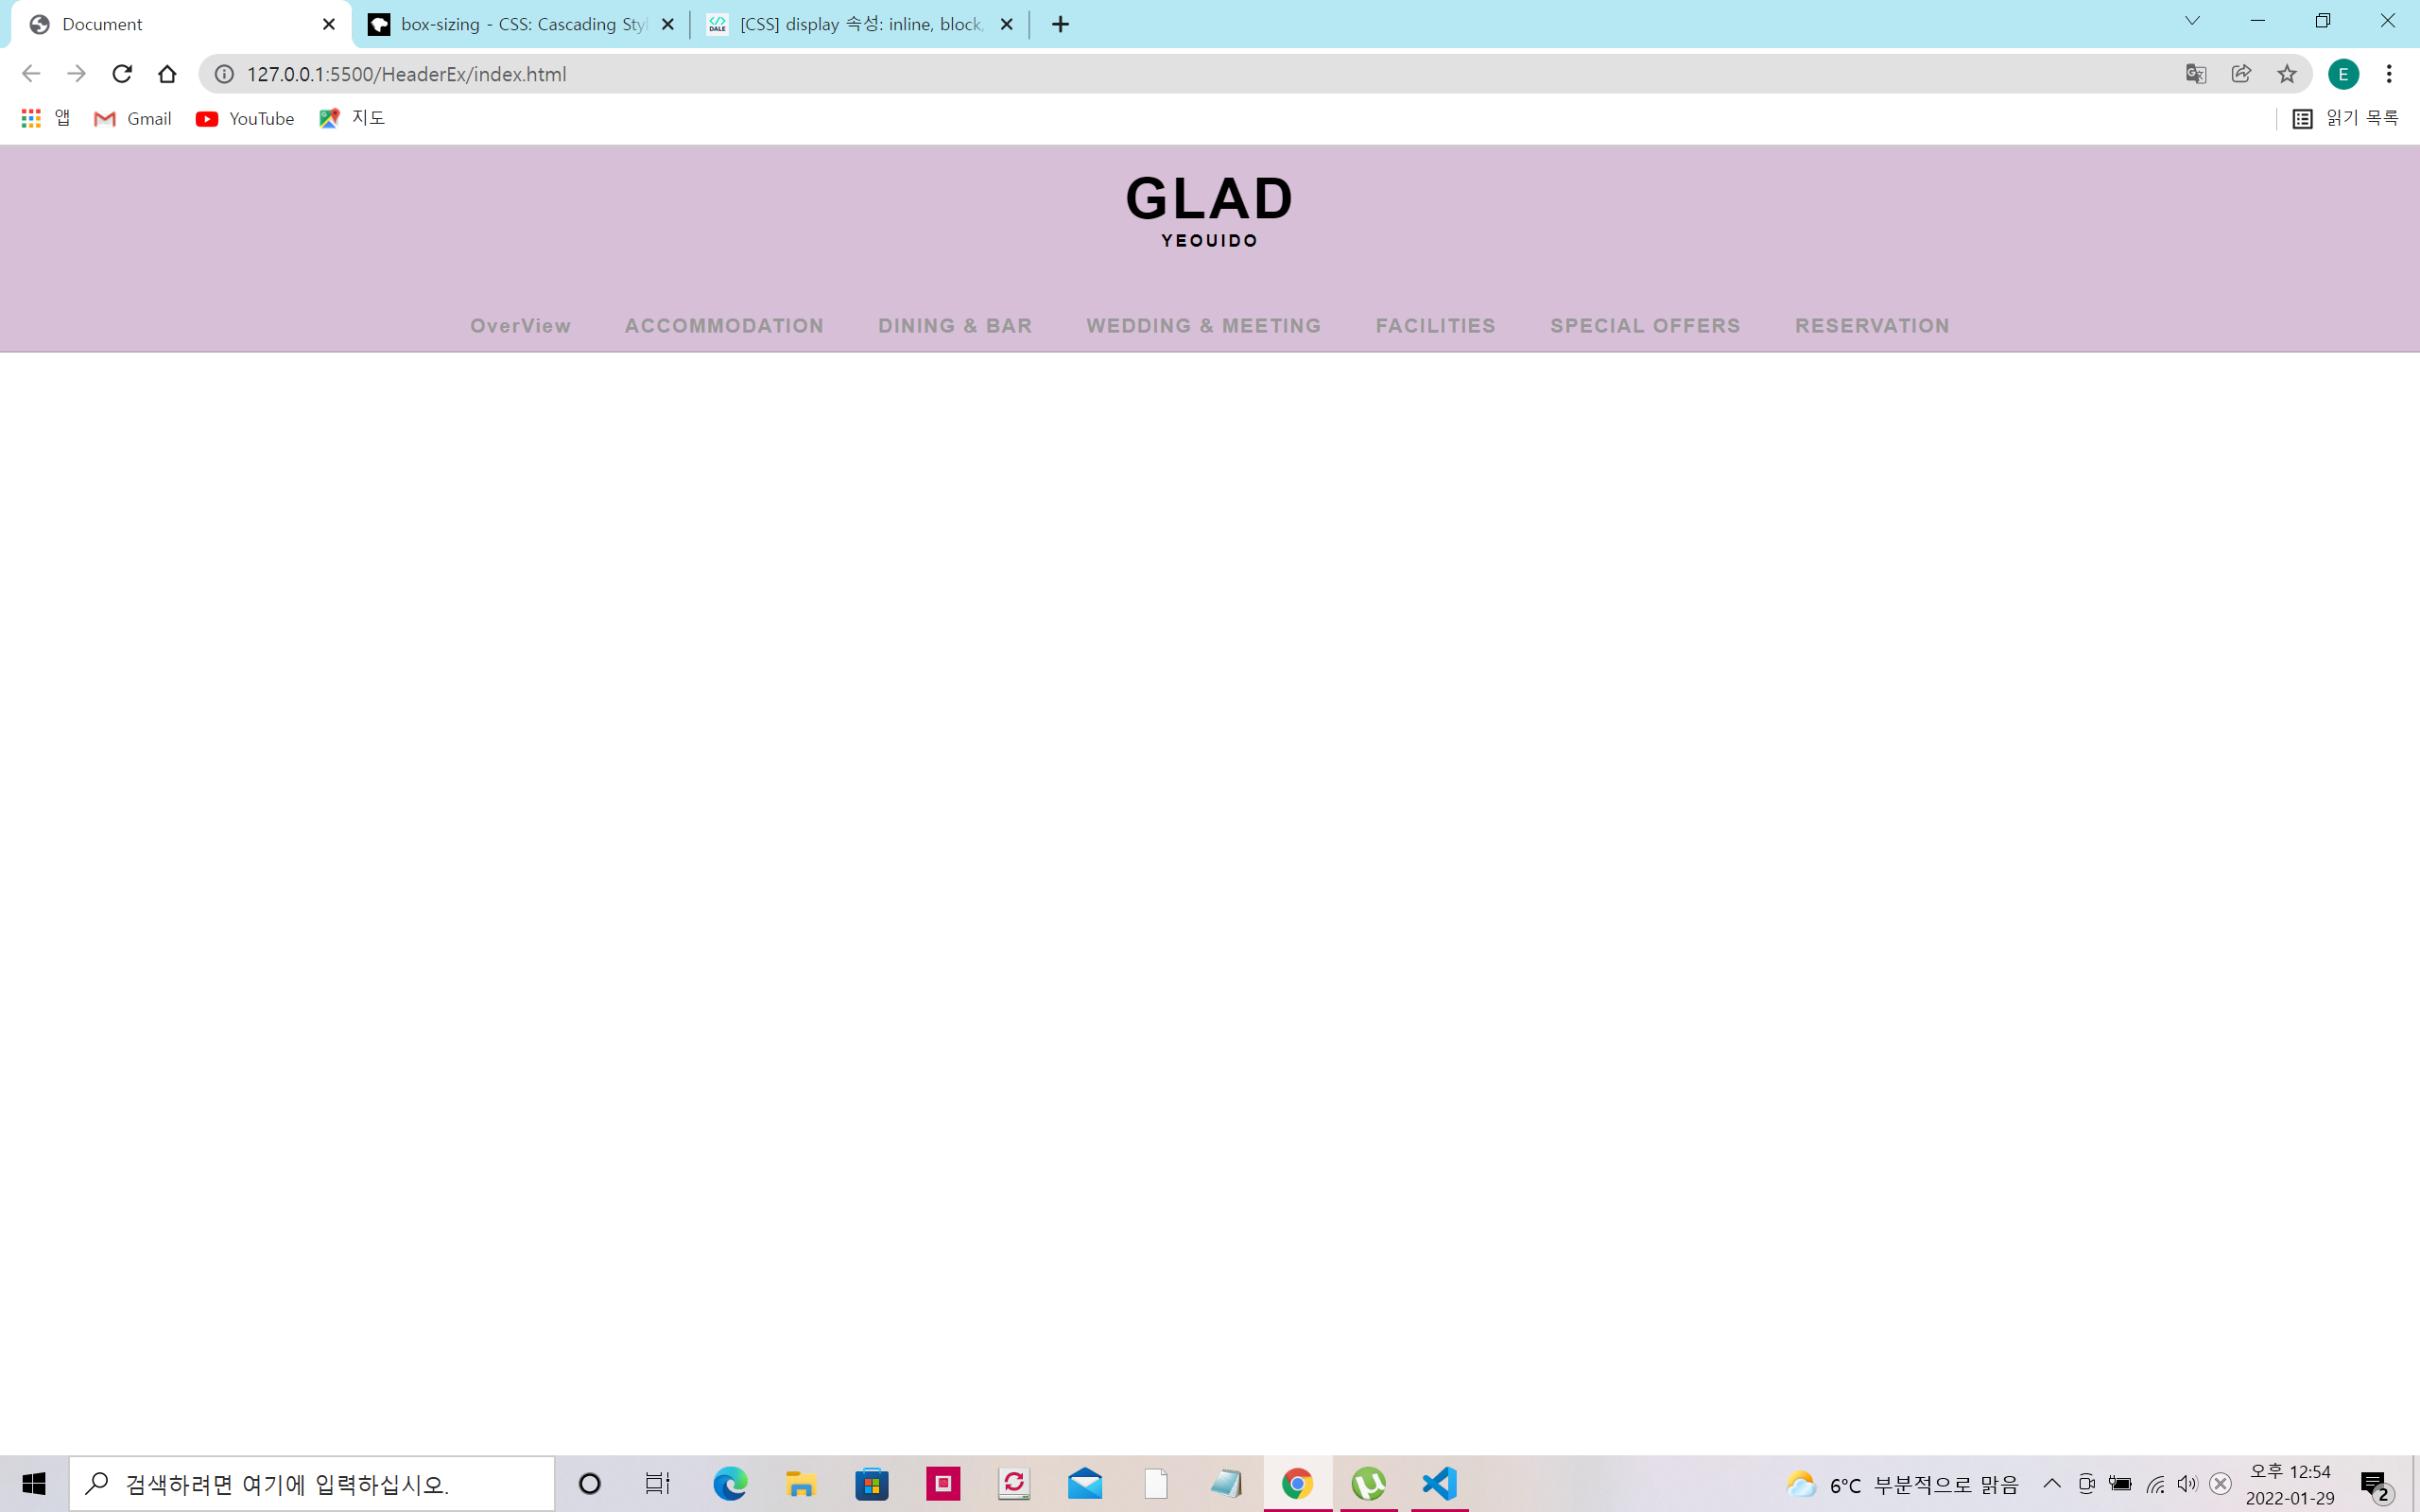 Document
box-sizing - CSS: Cascading Styl
[CSS] display 속성: inline, block,
127.0.0.1:5500/HeaderEx/index.html
E
앱
Gmail
YouTube
지도
읽기 목록
GLAD
YEOUIDO
OverView ACCOMMODATION DINING & BAR WEDDING & MEETING FACILITIES SPECIAL OFFERS RESERVATION
검색하려면 여기에 입력하십시오.
6°C 부분적으로 맑음
오후 12:54
2022-01-29
2